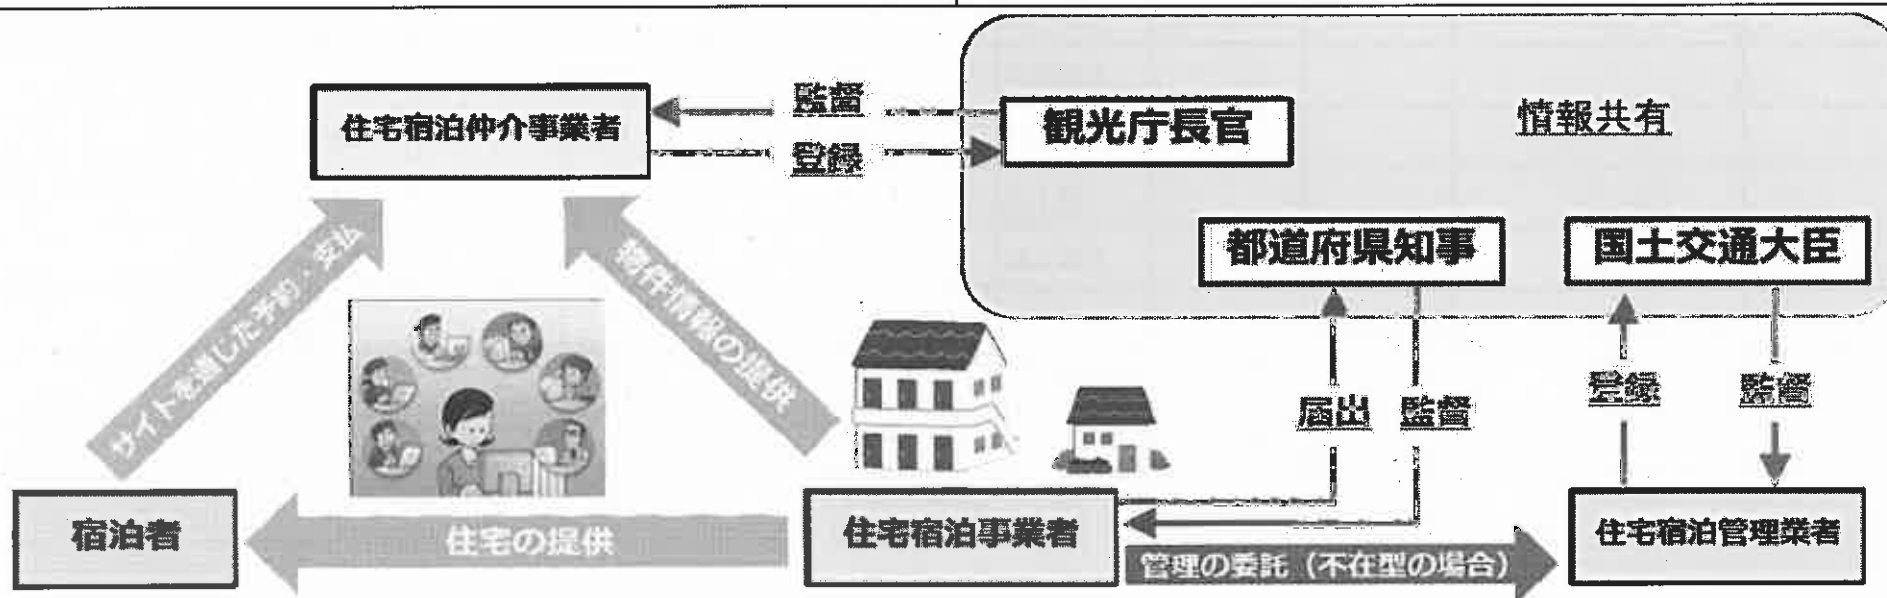 住宅宿泊仲介事業者
監督
登録
観光庁長官
情報共有
都道府県知事
国土交通大臣
サイトを通じた予約・支払
物件情報の提供
届出
監督
登録
監督
宿泊者
住宅の提供
住宅宿泊事業者
管理の委託（不在型の場合）
住宅宿泊管理業者